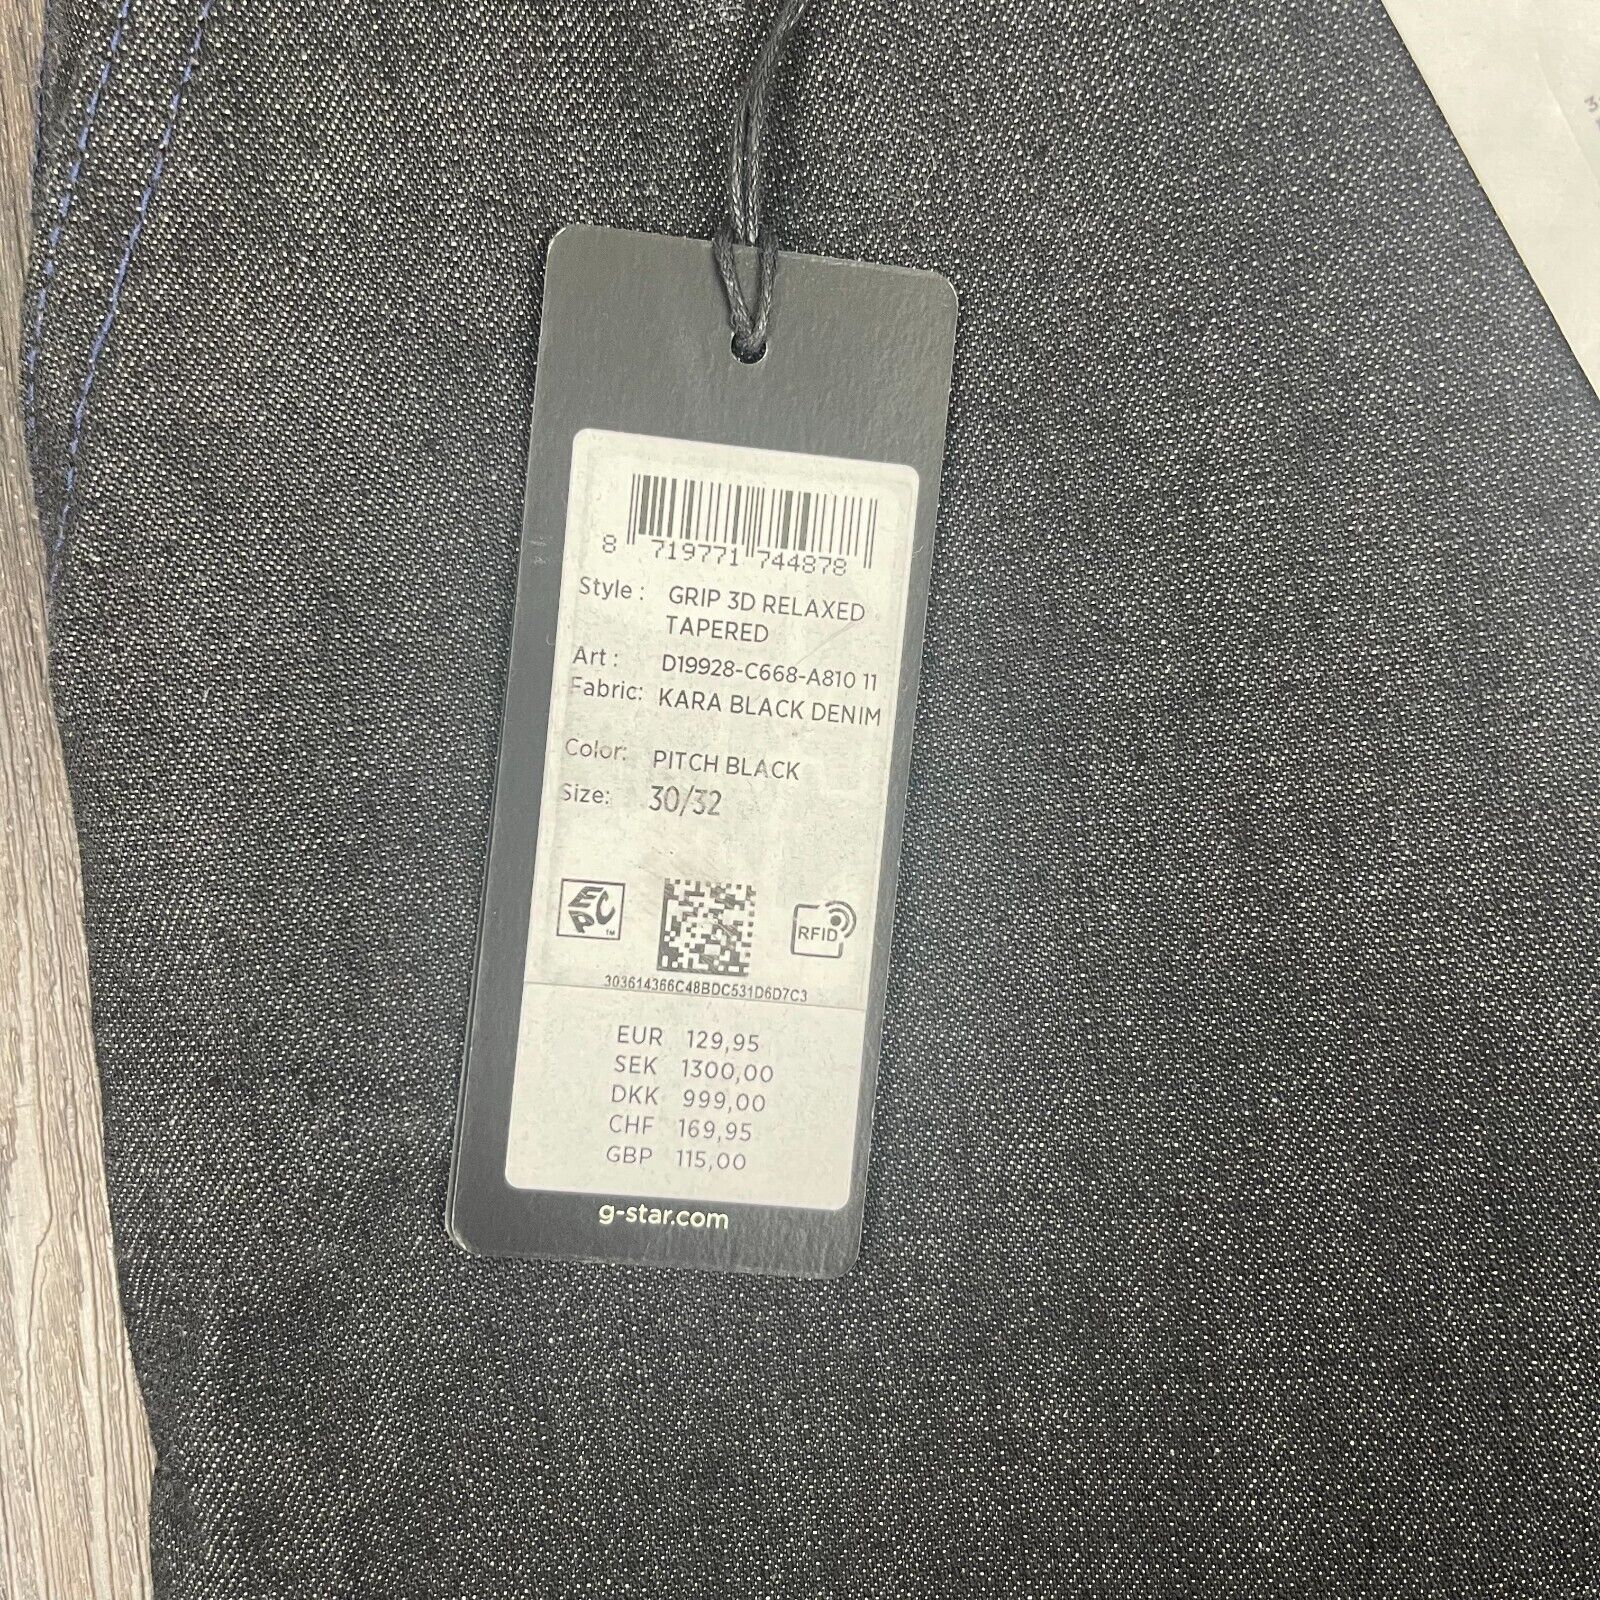 8 719771 744878
Style : GRIP 3D RELAXED
TAPERED
Art : D19928-C668-A810 11
Fabric: KARA BLACK DENIM
Color: PITCH BLACK
Size: 30/32
EPC™
RFID
303614366C48BDC531D6D7C3
EUR 129,95
SEK 1300,00
DKK 999,00
CHF 169,95
GBP 115,00
g-star.com